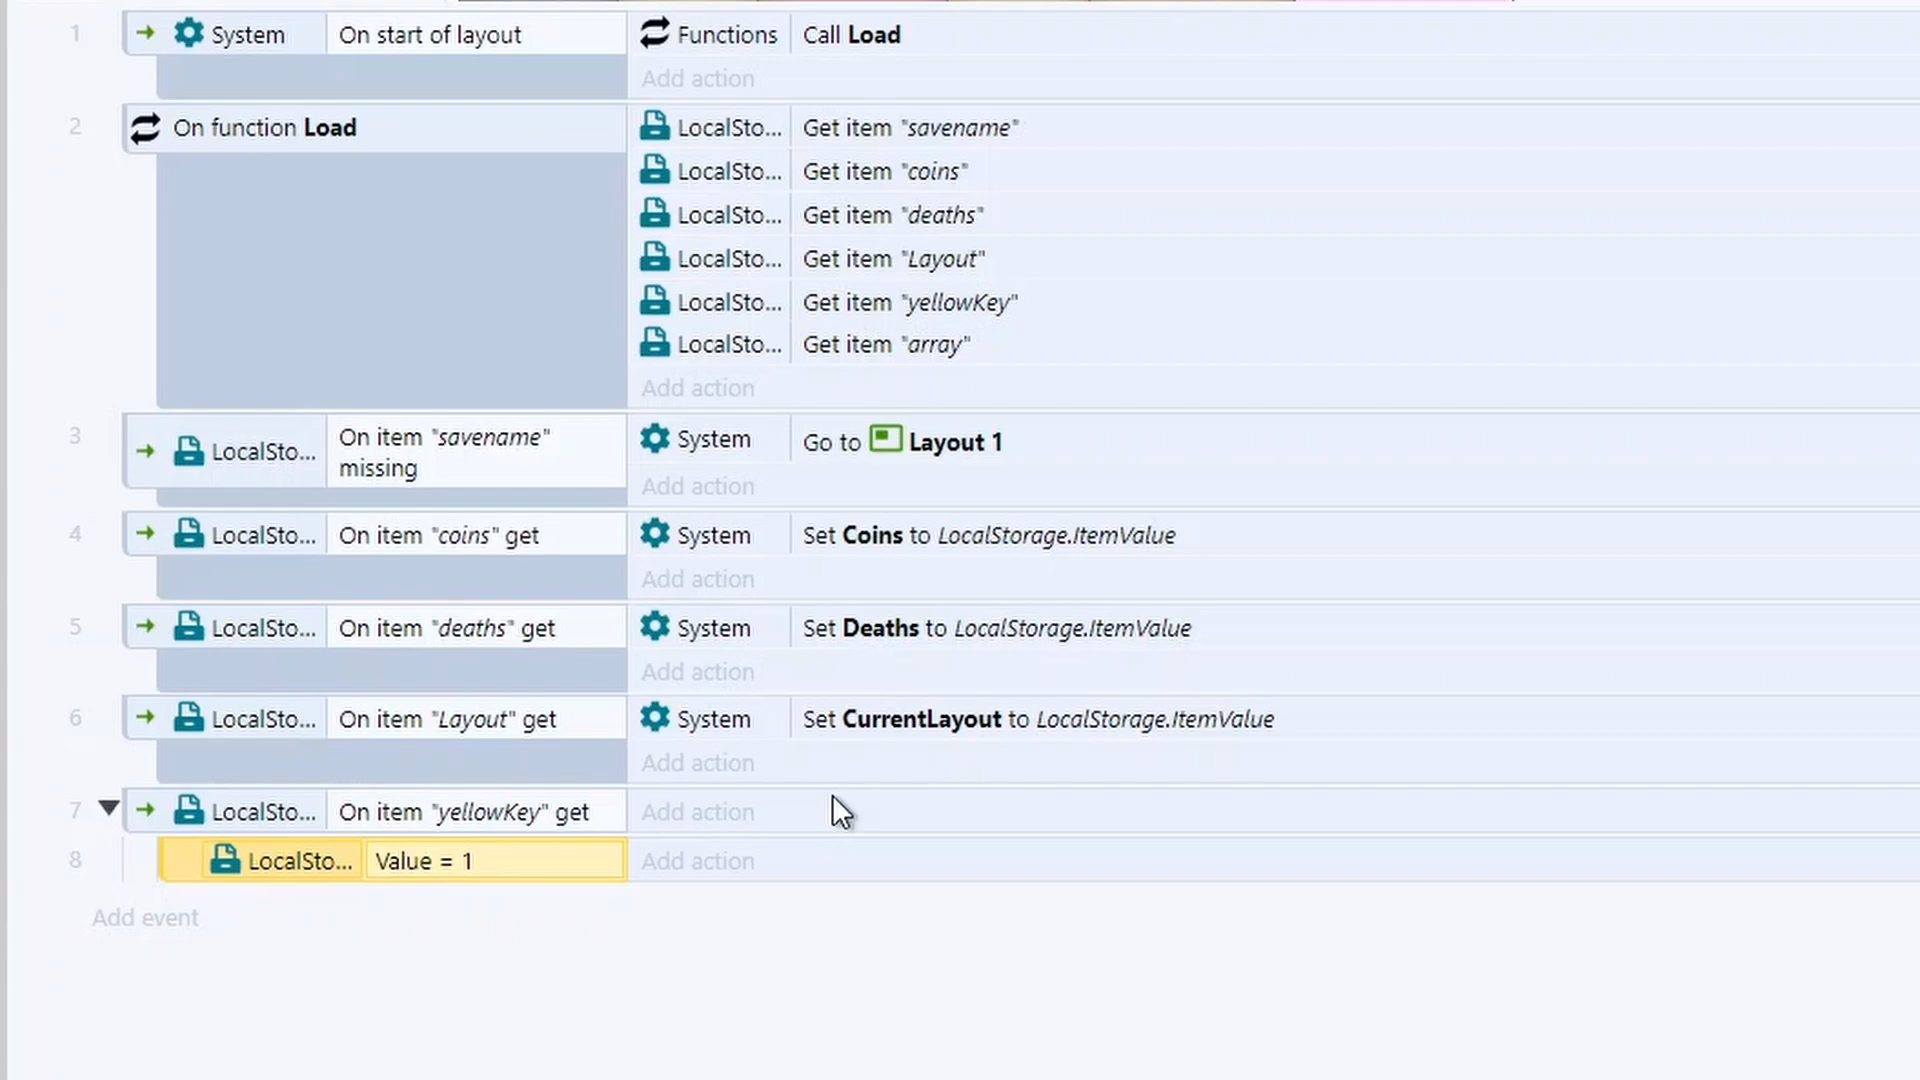 1 System On start of layout Functions Call Load
Add action
2 On function Load LocalSto... Get item "savename"
LocalSto... Get item "coins"
LocalSto... Get item "deaths"
LocalSto... Get item "Layout"
LocalSto... Get item "yellowKey"
LocalSto... Get item "array"
Add action
3 LocalSto... On item "savename" missing System Go to Layout 1
Add action
4 LocalSto... On item "coins" get System Set Coins to LocalStorage.ItemValue
Add action
5 LocalSto... On item "deaths" get System Set Deaths to LocalStorage.ItemValue
Add action
6 LocalSto... On item "Layout" get System Set CurrentLayout to LocalStorage.ItemValue
Add action
7 LocalSto... On item "yellowKey" get Add action
8 LocalSto... Value = 1 Add action
Add event